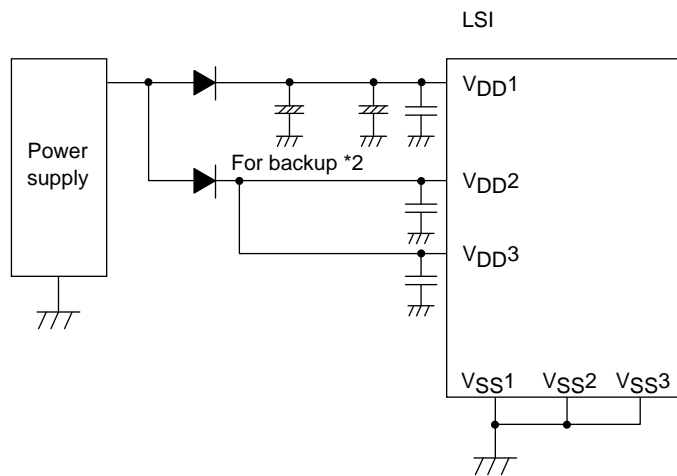 LSI
Power
supply
VDD1
For backup *2
VDD2
VDD3
VSS1 VSS2 VSS3